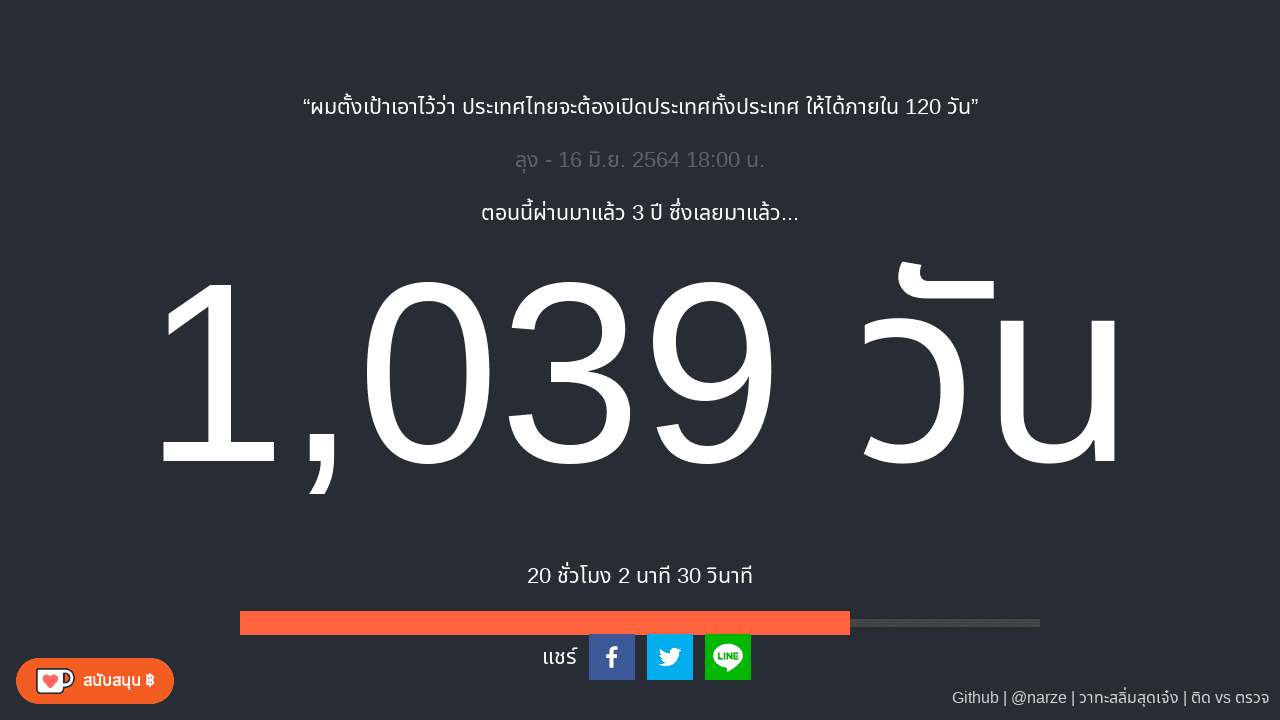 “ผมตั้งเป้าเอาไว้ว่า ประเทศไทยจะต้องเปิดประเทศทั้งประเทศ ให้ได้ภายใน 120 วัน”
ลุง - 16 มิ.ย. 2564 18:00 น.
ตอนนี้ผ่านมาแล้ว 3 ปี ซึ่งเลยมาแล้ว...
1,039 วัน
20 ชั่วโมง 2 นาที 30 วินาที
แชร์
LINE
สนับสนุน ฿
Github | @narze | วาทะสลิ่มสุดเจ๋ง | ติด vs ตรวจ